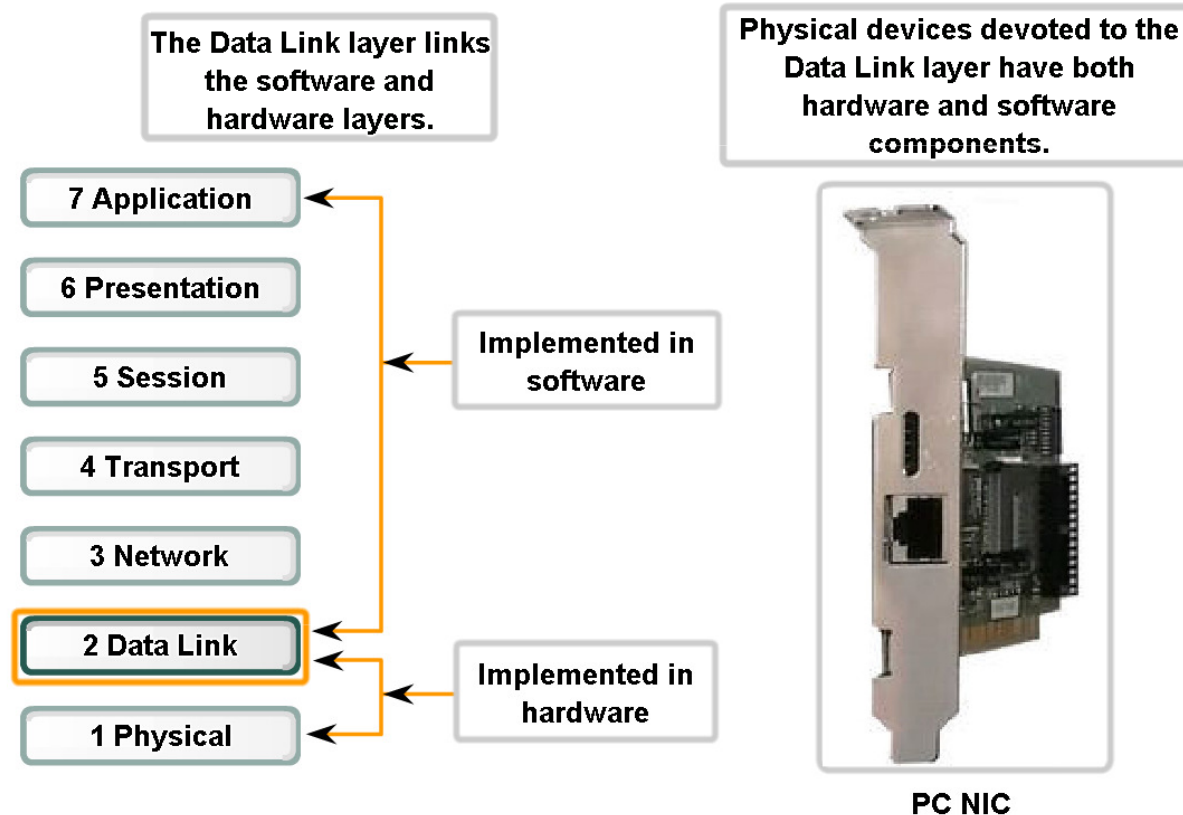 The Data Link layer links
the software and
hardware layers.
Physical devices devoted to the
Data Link layer have both
hardware and software
components.
7 Application
6 Presentation
5 Session
4 Transport
3 Network
2 Data Link
1 Physical
Implemented in
software
Implemented in
hardware
PC NIC